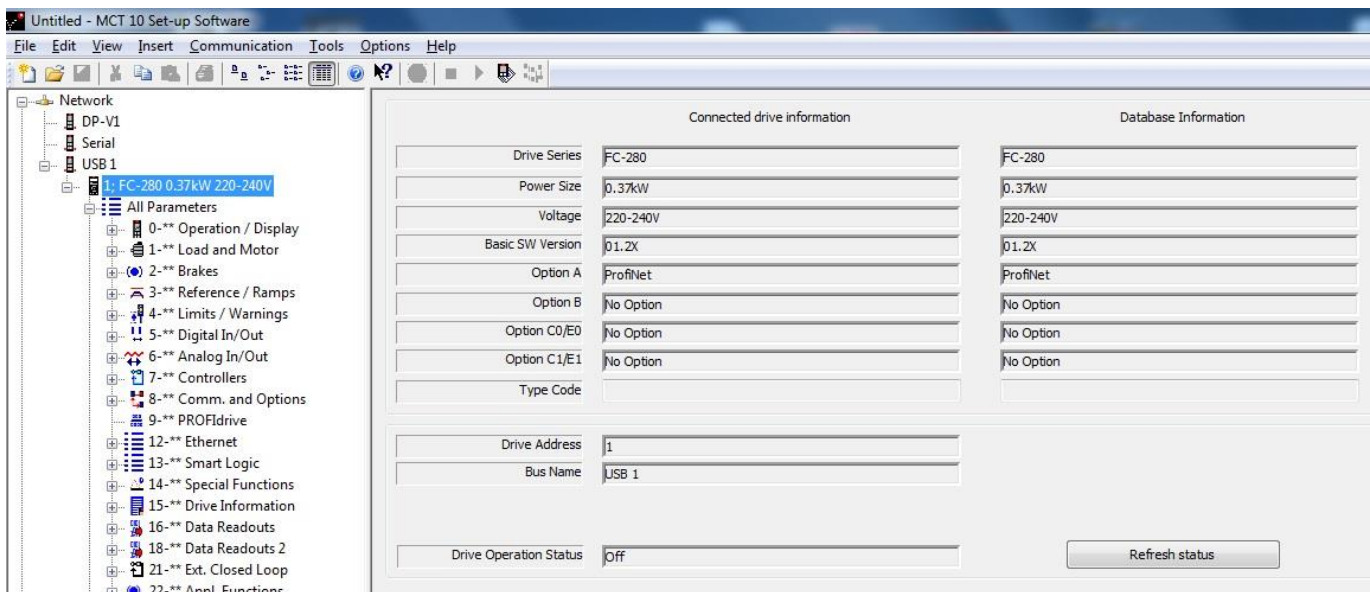 Untitled - MCT 10 Set-up Software
File Edit View Insert Communication Tools Options Help
Network
DP-V1
Serial
USB 1
1; FC-280 0.37kW 220-240V
All Parameters
0-** Operation / Display
1-** Load and Motor
2-** Brakes
3-** Reference / Ramps
4-** Limits / Warnings
5-** Digital In/Out
6-** Analog In/Out
7-** Controllers
8-** Comm. and Options
9-** PROFIdrive
12-** Ethernet
13-** Smart Logic
14-** Special Functions
15-** Drive Information
16-** Data Readouts
18-** Data Readouts 2
21-** Ext. Closed Loop
22-** Appl. Functions
Connected drive information Database Information
Drive Series FC-280 FC-280
Power Size 0.37kW 0.37kW
Voltage 220-240V 220-240V
Basic SW Version 01.2X 01.2X
Option A ProfiNet ProfiNet
Option B No Option No Option
Option C0/E0 No Option No Option
Option C1/E1 No Option No Option
Type Code
Drive Address 1
Bus Name USB 1
Drive Operation Status Off Refresh status